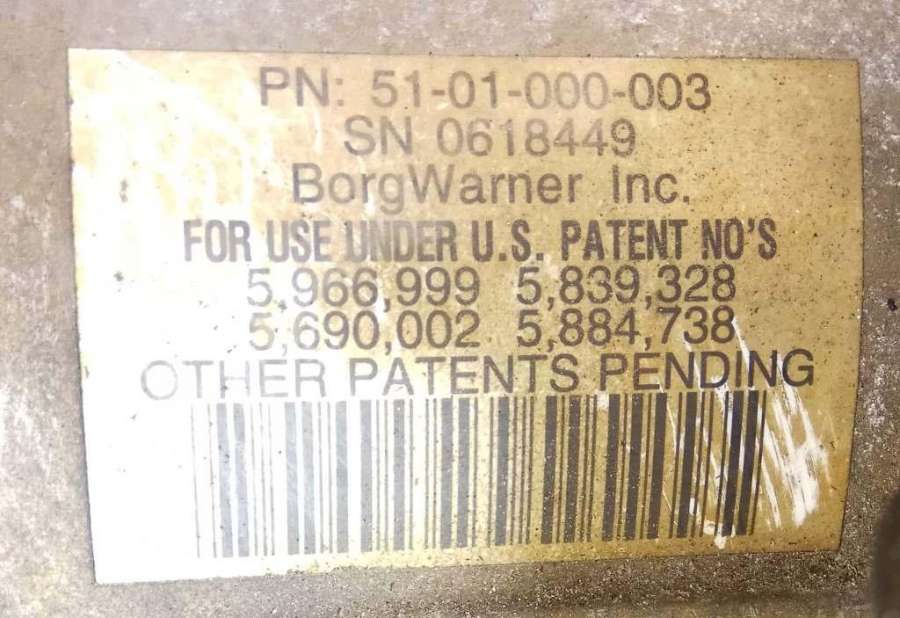 PN: 51-01-000-003
SN 0618449
BorgWarner Inc.
FOR USE UNDER U.S. PATENT NO'S
5,966,999 5,839,328
5,690,002 5,884,738
OTHER PATENTS PENDING